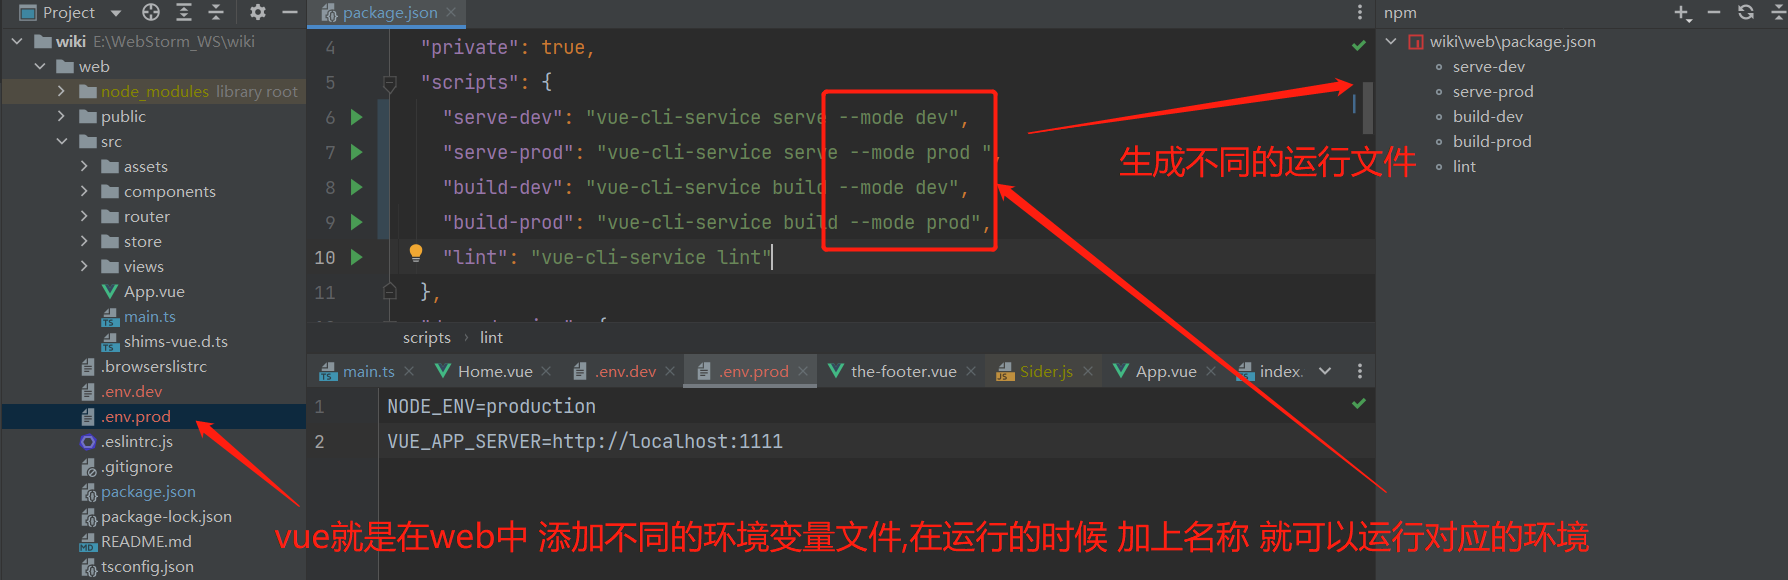 Project
wiki E:\WebStorm_WS\wiki
web
node_modules library root
public
src
assets
components
router
store
views
App.vue
main.ts
shims-vue.d.ts
.browserslistrc
.env.dev
.env.prod
.eslintrc.js
.gitignore
package.json
package-lock.json
README.md
tsconfig.json
package.json
4 "private": true,
5 "scripts": {
6 "serve-dev": "vue-cli-service serve --mode dev",
7 "serve-prod": "vue-cli-service serve --mode prod ",
8 "build-dev": "vue-cli-service build --mode dev",
9 "build-prod": "vue-cli-service build --mode prod",
10 "lint": "vue-cli-service lint"
11 },
scripts › lint
main.ts Home.vue .env.dev .env.prod the-footer.vue Sider.js App.vue index.
1 NODE_ENV=production
2 VUE_APP_SERVER=http://localhost:1111
npm
wiki\web\package.json
serve-dev
serve-prod
build-dev
build-prod
lint
生成不同的运行文件
vue就是在web中 添加不同的环境变量文件,在运行的时候 加上名称 就可以运行对应的环境